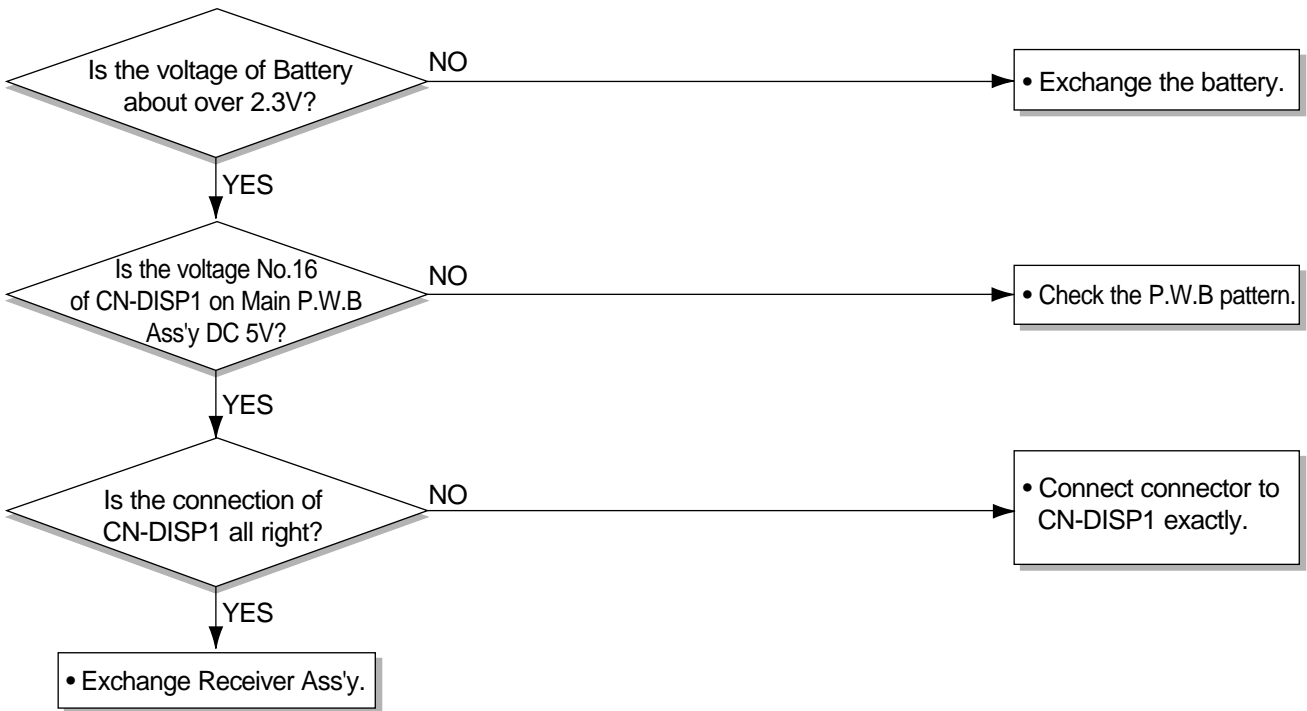 Is the voltage of Battery
about over 2.3V?
NO
• Exchange the battery.
YES
Is the voltage No.16
of CN-DISP1 on Main P.W.B
Ass'y DC 5V?
NO
• Check the P.W.B pattern.
YES
Is the connection of
CN-DISP1 all right?
NO
• Connect connector to
CN-DISP1 exactly.
YES
• Exchange Receiver Ass'y.